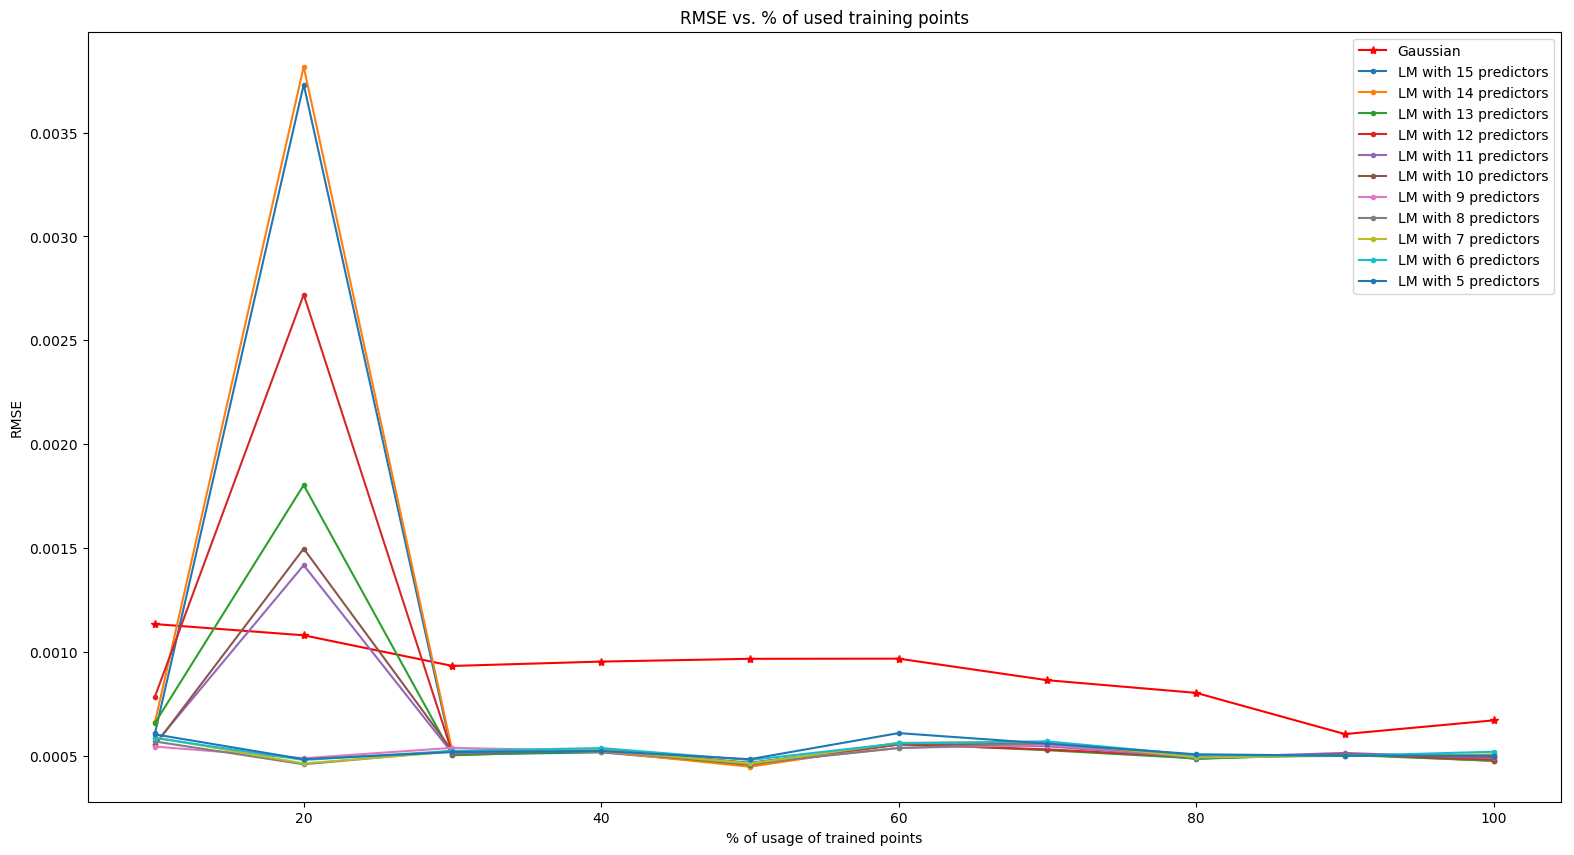 RMSE vs. % of used training points
Gaussian
LM with 15 predictors
LM with 14 predictors
LM with 13 predictors
LM with 12 predictors
LM with 11 predictors
LM with 10 predictors
LM with 9 predictors
LM with 8 predictors
LM with 7 predictors
LM with 6 predictors
LM with 5 predictors
0.0035
0.0030
0.0025
0.0020
0.0015
0.0010
0.0005
RMSE
20 40 60 80 100
% of usage of trained points